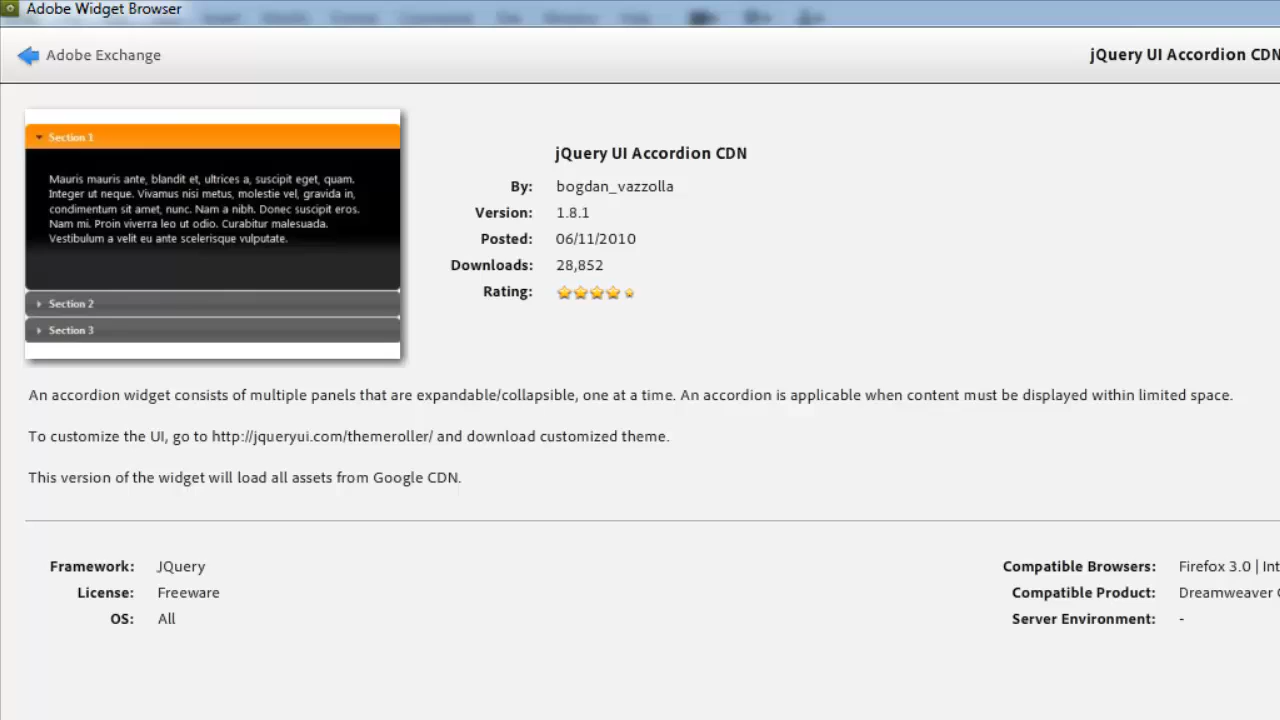 Adobe Widget Browser
Adobe Exchange
jQuery UI Accordion CDN
Section 1
Mauris mauris ante, blandit et, ultrices a, suscipit eget, quam.
Integer ut neque. Vivamus nisi metus, molestie vel, gravida in,
condimentum sit amet, nunc. Nam a nibh. Donec suscipit eros.
Nam mi. Proin viverra leo ut odio. Curabitur malesuada.
Vestibulum a velit eu ante scelerisque vulputate.
Section 2
Section 3
jQuery UI Accordion CDN
By: bogdan_vazzolla
Version: 1.8.1
Posted: 06/11/2010
Downloads: 28,852
Rating:
An accordion widget consists of multiple panels that are expandable/collapsible, one at a time. An accordion is applicable when content must be displayed within limited space.
To customize the UI, go to http://jqueryui.com/themeroller/ and download customized theme.
This version of the widget will load all assets from Google CDN.
Framework: JQuery
License: Freeware
OS: All
Compatible Browsers: Firefox 3.0 | Int
Compatible Product: Dreamweaver
Server Environment: -